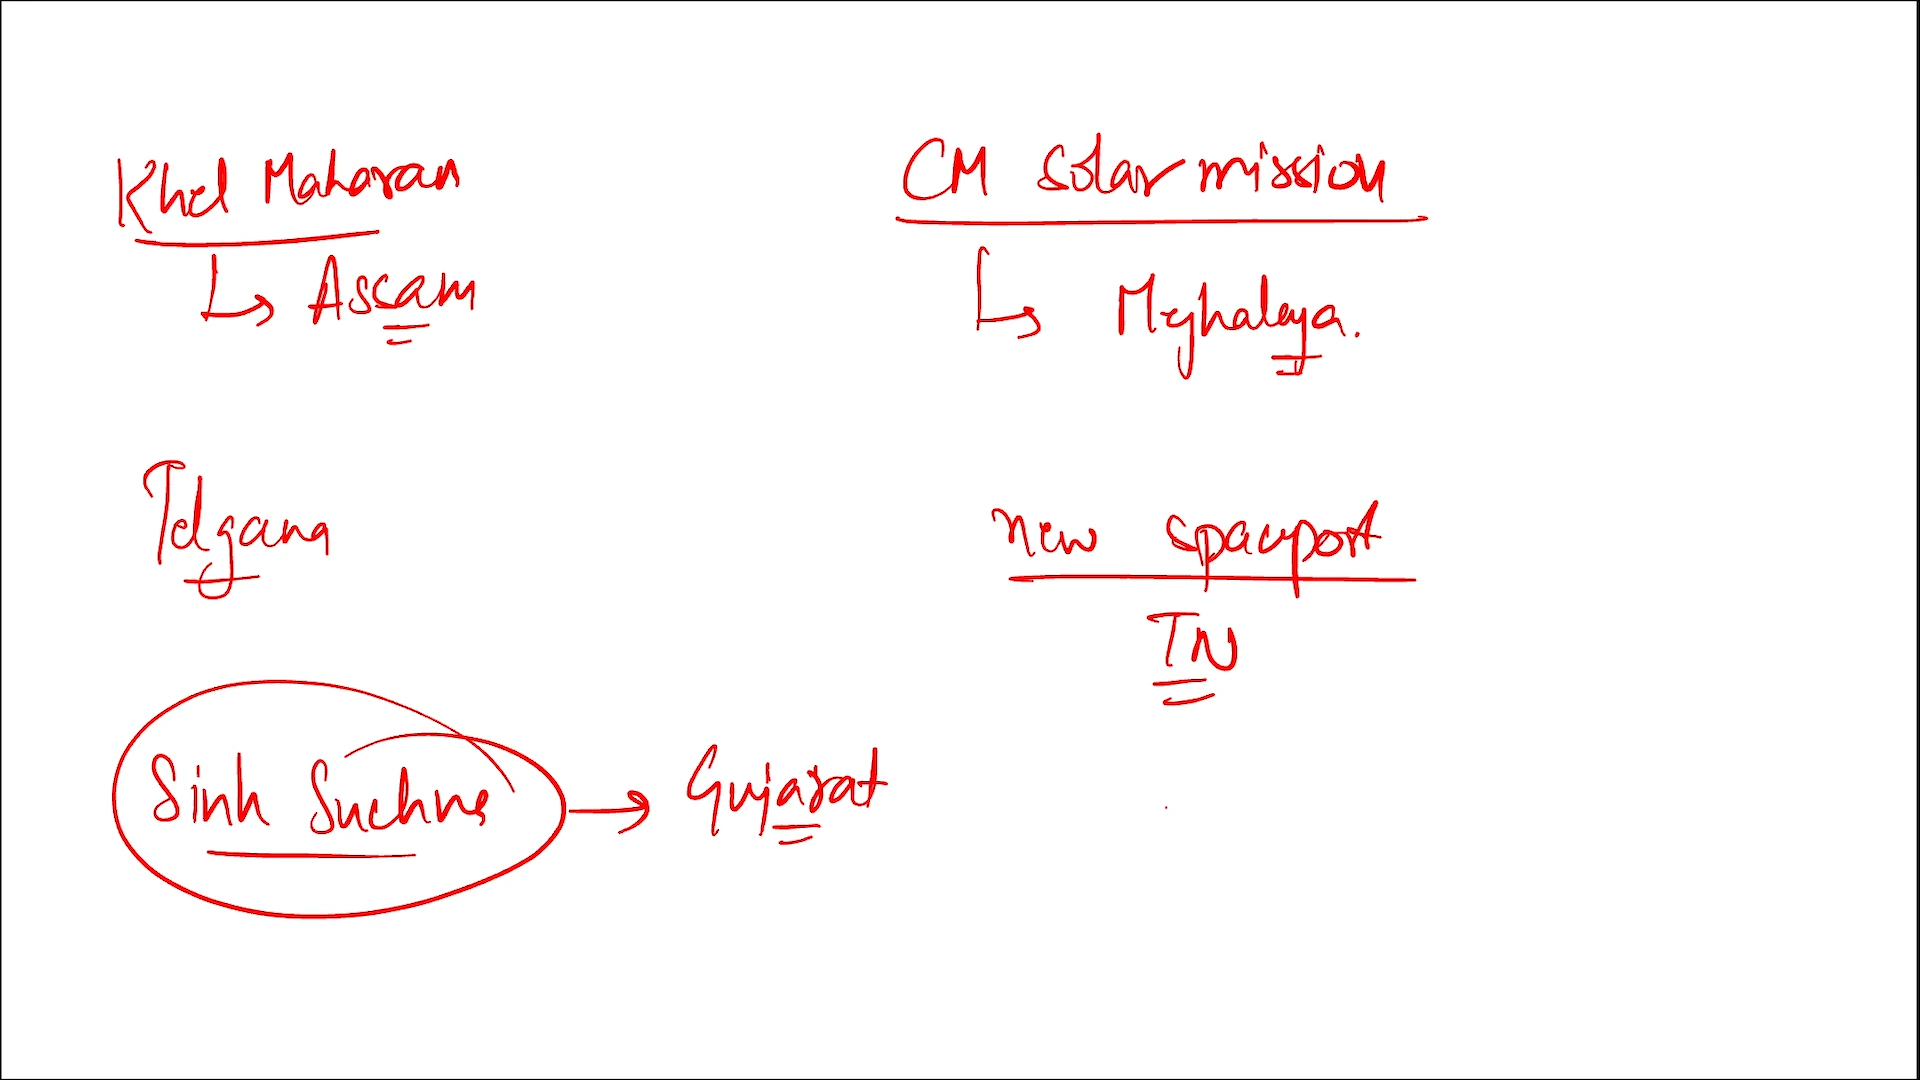 Khel Maharan
Assam
CM Solar mission
Meghalaya.
Telgana
new spaceport
TN
Sinh Suchna
Gujarat